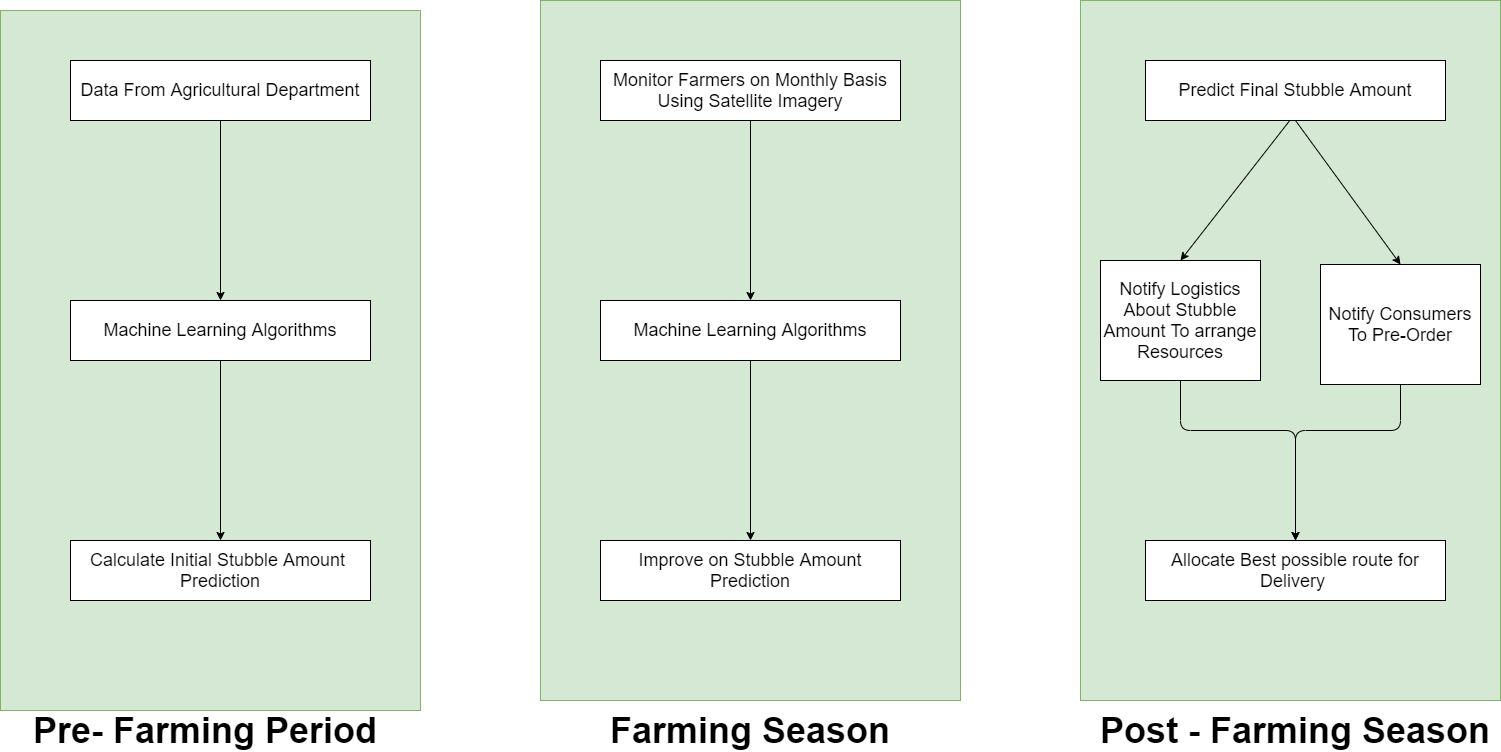 Data From Agricultural Department
Machine Learning Algorithms
Calculate Initial Stubble Amount
Prediction
Pre- Farming Period
Monitor Farmers on Monthly Basis
Using Satellite Imagery
Machine Learning Algorithms
Improve on Stubble Amount
Prediction
Farming Season
Predict Final Stubble Amount
Notify Logistics
About Stubble
Amount To arrange
Resources
Notify Consumers
To Pre-Order
Allocate Best possible route for
Delivery
Post - Farming Season